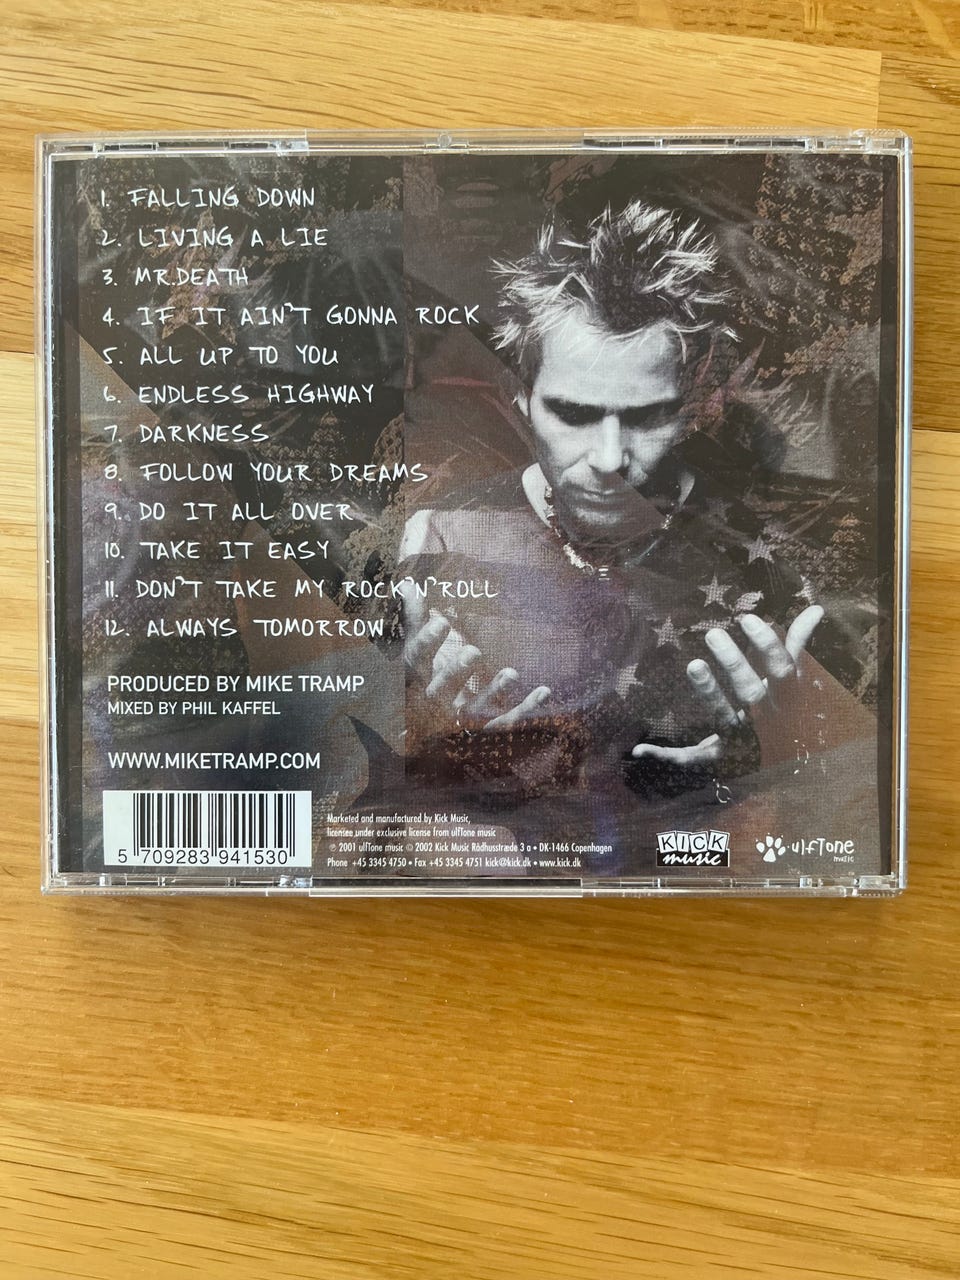 1. FALLING DOWN
2. LIVING A LIE
3. MR.DEATH
4. IF IT AIN'T GONNA ROCK
5. ALL UP TO YOU
6. ENDLESS HIGHWAY
7. DARKNESS
8. FOLLOW YOUR DREAMS
9. DO IT ALL OVER
10. TAKE IT EASY
11. DON'T TAKE MY ROCK'N'ROLL
12. ALWAYS TOMORROW
PRODUCED BY MIKE TRAMP
MIXED BY PHIL KAFFEL
WWW.MIKETRAMP.COM
5 709283 941530
Marketed and manufactured by Kick Music,
licensee under exclusive license from ulfTone music
℗ 2001 ulfTone music © 2002 Kick Music Rådhusstræde 3 a • DK-1466 Copenhagen
Phone +45 3345 4750 • Fax +45 3345 4751 kick@kick.dk • www.kick.dk
KICK
music
ulfTone
music